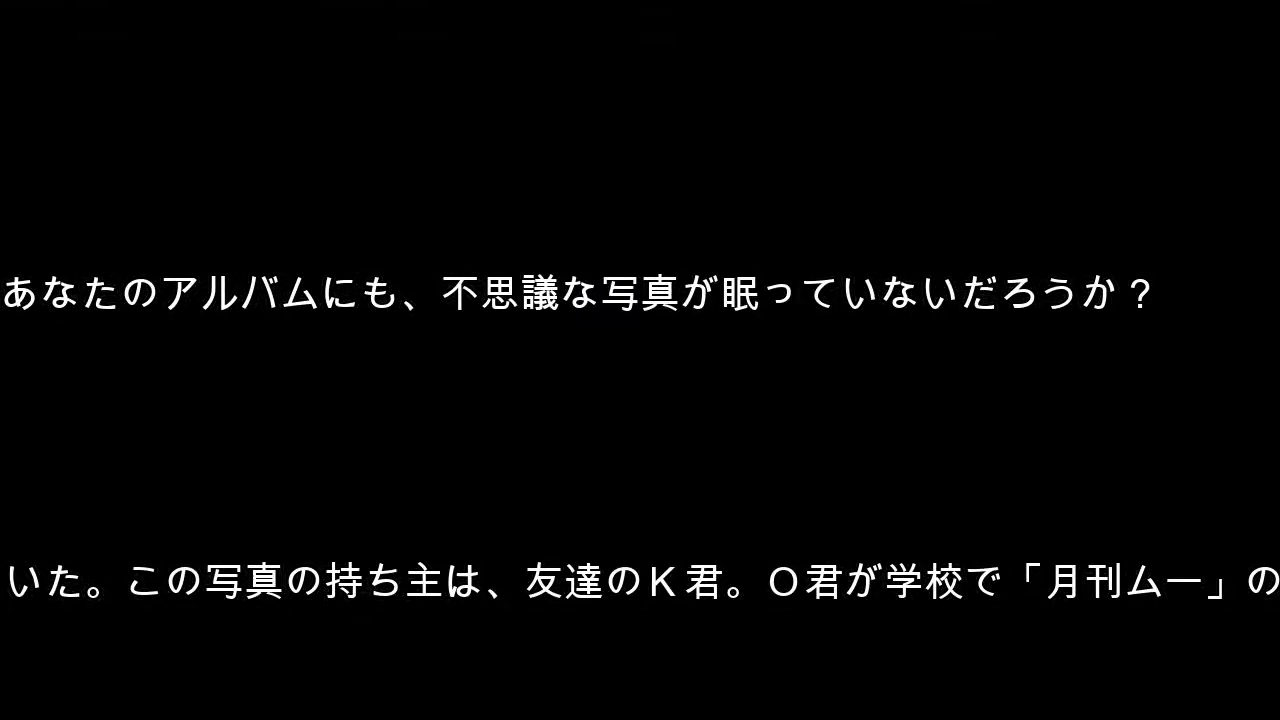 あなたのアルバムにも、不思議な写真が眠っていないだろうか？
いた。この写真の持ち主は、友達のＫ君。Ｏ君が学校で「月刊ムー」の